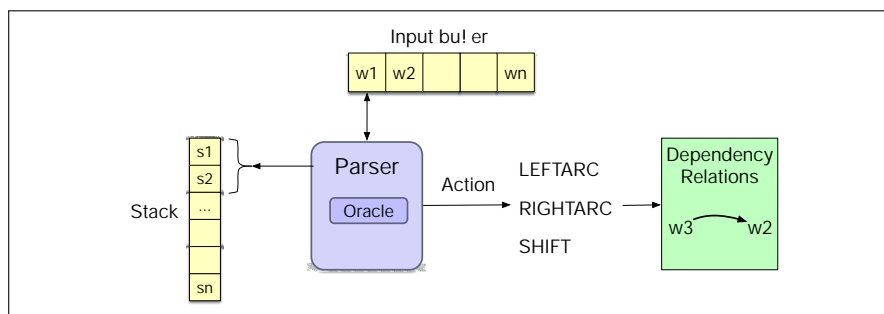 Input bu! er
w1 w2 wn
s1
s2
...
sn
Stack
Parser
Oracle
Action
LEFTARC
RIGHTARC
SHIFT
Dependency
Relations
w3 w2